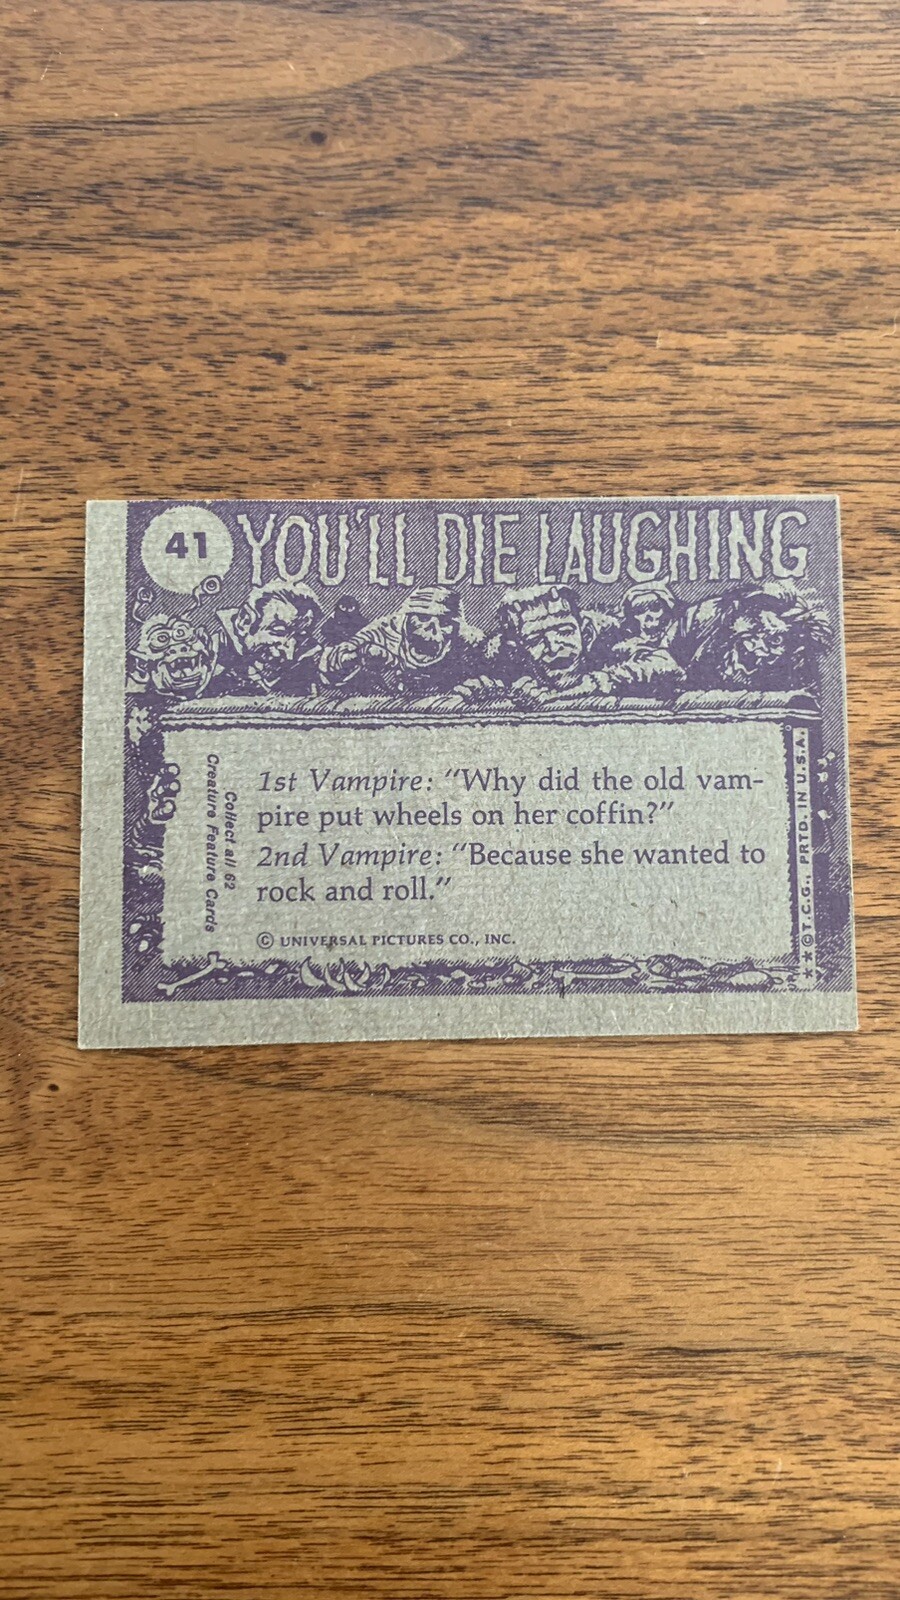 41
YOU'LL DIE LAUGHING
1st Vampire: “Why did the old vam-
pire put wheels on her coffin?”
2nd Vampire: “Because she wanted to
rock and roll.”
© UNIVERSAL PICTURES CO., INC.
Collect all 62
Creature Feature Cards
★★©T.C.G., PRTD. IN U.S.A.